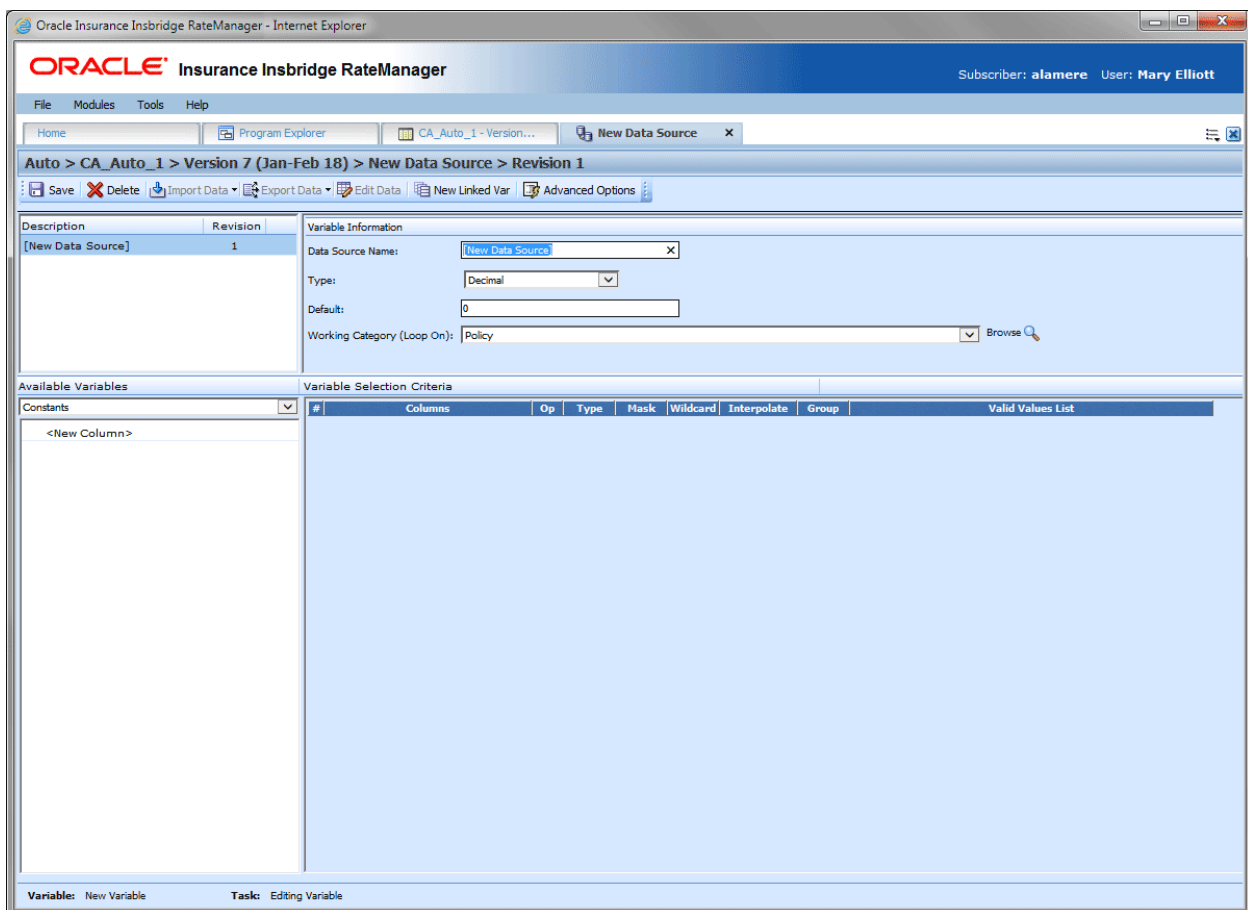 Oracle Insurance Insbridge RateManager - Internet Explorer
ORACLE® Insurance Insbridge RateManager
Subscriber: alamere User: Mary Elliott
File Modules Tools Help
Home Program Explorer CA_Auto_1 - Version... New Data Source x
Auto > CA_Auto_1 > Version 7 (Jan-Feb 18) > New Data Source > Revision 1
Save Delete Import Data Export Data Edit Data New Linked Var Advanced Options
Description Revision
[New Data Source] 1
Variable Information
Data Source Name: [New Data Source] x
Type: Decimal
Default: 0
Working Category (Loop On): Policy Browse
Available Variables
Variable Selection Criteria
Constants
# Columns Op Type Mask Wildcard Interpolate Group Valid Values List
<New Column>
Variable: New Variable Task: Editing Variable